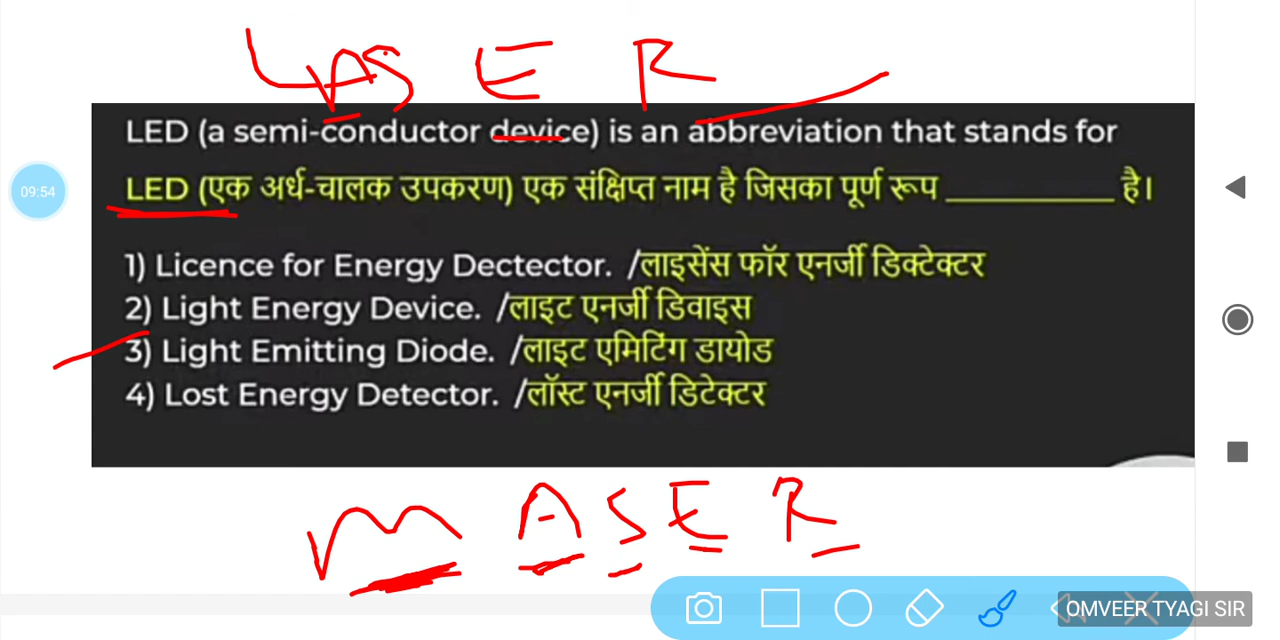 LASER
LED (a semi-conductor device) is an abbreviation that stands for
09:54
LED (एक अर्ध-चालक उपकरण) एक संक्षिप्त नाम है जिसका पूर्ण रूप __________ है।
1) Licence for Energy Dectector. /लाइसेंस फॉर एनर्जी डिक्टेक्टर
2) Light Energy Device. /लाइट एनर्जी डिवाइस
3) Light Emitting Diode. /लाइट एमिटिंग डायोड
4) Lost Energy Detector. /लॉस्ट एनर्जी डिटेक्टर
MASER
OMVEER TYAGI SIR